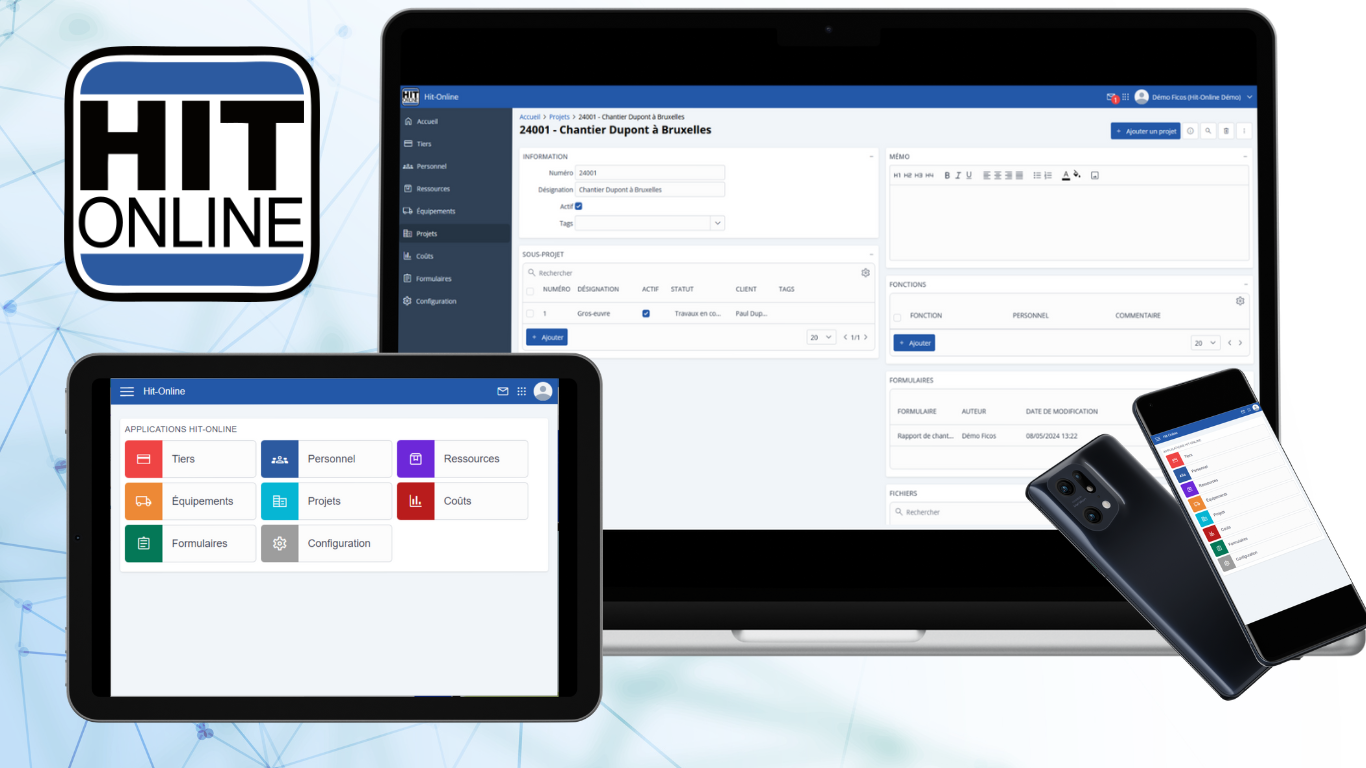 HIT
ONLINE
HIT
ONLINE
Hit-Online
1
Démo Ficos (Hit-Online Démo)
Accueil
Tiers
Personnel
Ressources
Équipements
Projets
Coûts
Formulaires
Configuration
Accueil > Projets > 24001 - Chantier Dupont à Bruxelles
24001 - Chantier Dupont à Bruxelles
+ Ajouter un projet
INFORMATION
Numéro 24001
Désignation Chantier Dupont à Bruxelles
Actif
Tags
SOUS-PROJET
Rechercher
NUMÉRO DÉSIGNATION ACTIF STATUT CLIENT TAGS
1 Gros-euvre Travaux en co... Paul Dup...
+ Ajouter 20 < 1/1 >
MÉMO
H1 H2 H3 H4 B I U A
FONCTIONS
FONCTION PERSONNEL COMMENTAIRE
+ Ajouter 20 < >
FORMULAIRES
FORMULAIRE AUTEUR DATE DE MODIFICATION
Rapport de chant... Démo Ficos 08/05/2024 13:22
FICHIERS
Rechercher
Hit-Online
APPLICATIONS HIT-ONLINE
Tiers Personnel Ressources
Équipements Projets Coûts
Formulaires Configuration
Tiers
Personnel
Ressources
Équipements
Projets
Coûts
Formulaires
Configuration